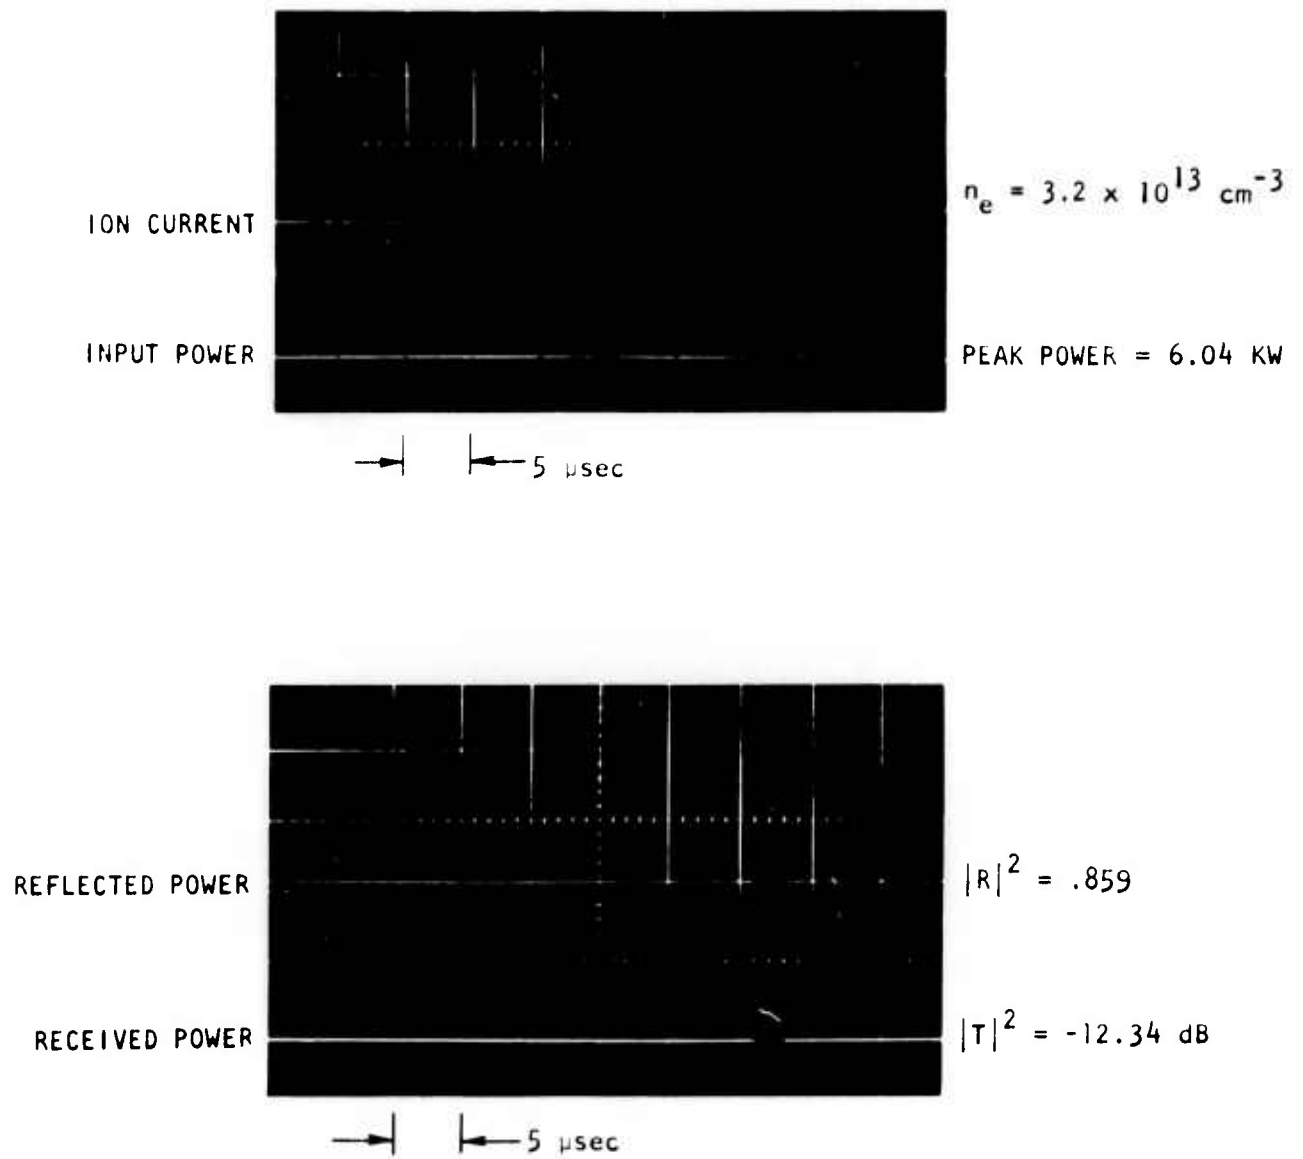 ION CURRENT
n_e = 3.2 x 10^13 cm^-3
INPUT POWER
PEAK POWER = 6.04 KW
5 μsec
REFLECTED POWER
|R|^2 = .859
RECEIVED POWER
|T|^2 = -12.34 dB
5 μsec